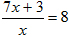 (7x + 3)/x = 8